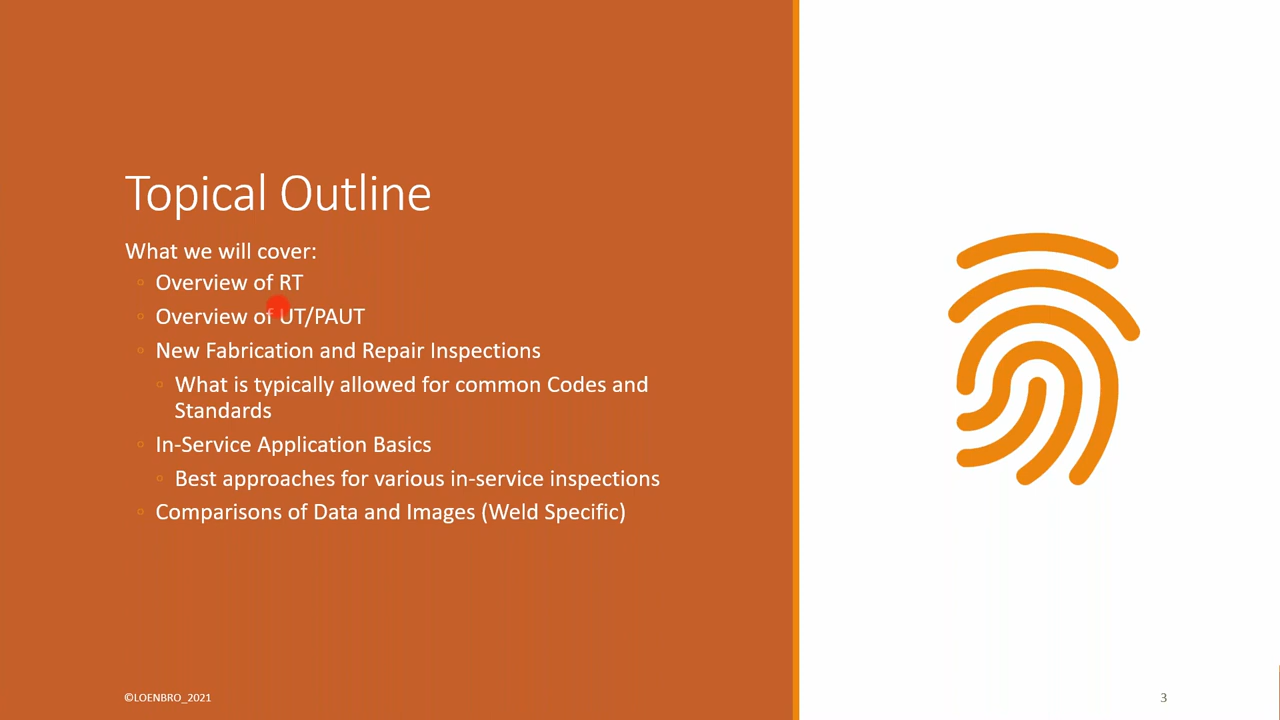 Topical Outline
What we will cover:
Overview of RT
Overview of UT/PAUT
New Fabrication and Repair Inspections
What is typically allowed for common Codes and
Standards
In-Service Application Basics
Best approaches for various in-service inspections
Comparisons of Data and Images (Weld Specific)
©LOENBRO_2021
3